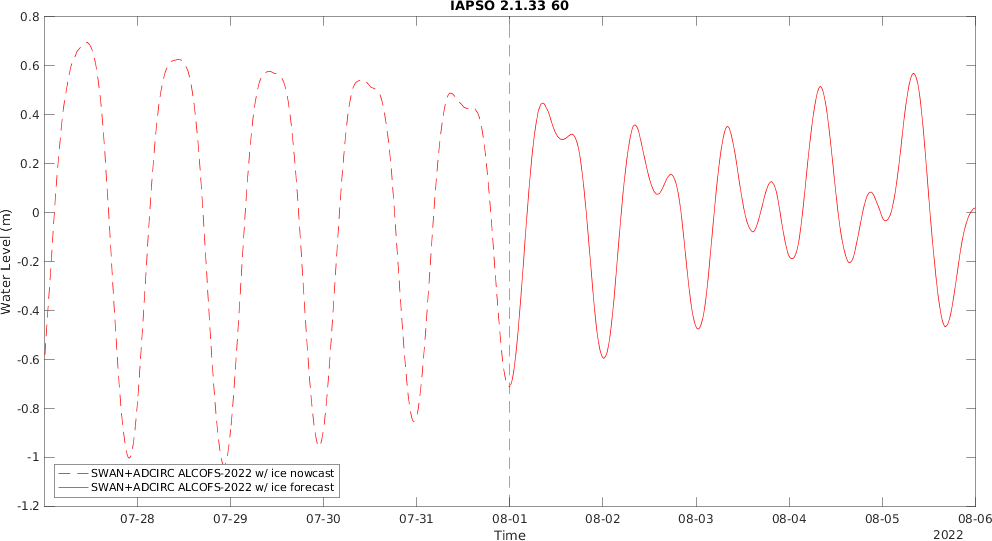 IAPSO 2.1.33 60
0.8
0.6
0.4
0.2
0
-0.2
-0.4
-0.6
-0.8
-1
-1.2
Water Level (m)
SWAN+ADCIRC ALCOFS-2022 w/ ice nowcast
SWAN+ADCIRC ALCOFS-2022 w/ ice forecast
07-28 07-29 07-30 07-31 08-01 08-02 08-03 08-04 08-05 08-06
Time
2022